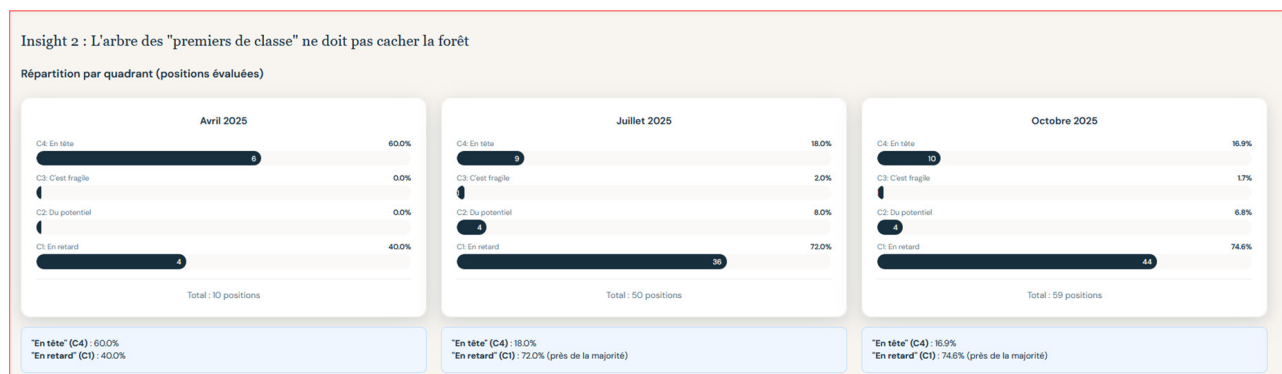 Insight 2 : L'arbre des "premiers de classe" ne doit pas cacher la forêt
Répartition par quadrant (positions évaluées)
Avril 2025
C4: En tête 60.0%
6
C3: C'est fragile 0.0%
C2: Du potentiel 0.0%
C1: En retard 40.0%
4
Total : 10 positions
"En tête" (C4) : 60.0%
"En retard" (C1) : 40.0%
Juillet 2025
C4: En tête 18.0%
9
C3: C'est fragile 2.0%
C2: Du potentiel 8.0%
4
C1: En retard 72.0%
36
Total : 50 positions
"En tête" (C4) : 18.0%
"En retard" (C1) : 72.0% (près de la majorité)
Octobre 2025
C4: En tête 16.9%
10
C3: C'est fragile 1.7%
C2: Du potentiel 6.8%
4
C1: En retard 74.6%
44
Total : 59 positions
"En tête" (C4) : 16.9%
"En retard" (C1) : 74.6% (près de la majorité)